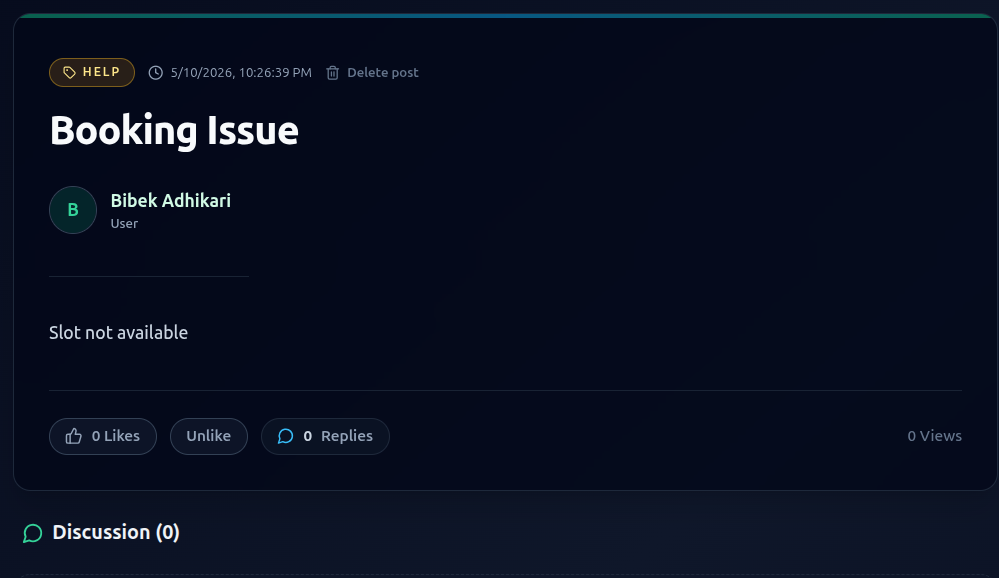 HELP 5/10/2026, 10:26:39 PM Delete post
Booking Issue
B
Bibek Adhikari
User
Slot not available
0 Likes Unlike 0 Replies 0 Views
Discussion (0)